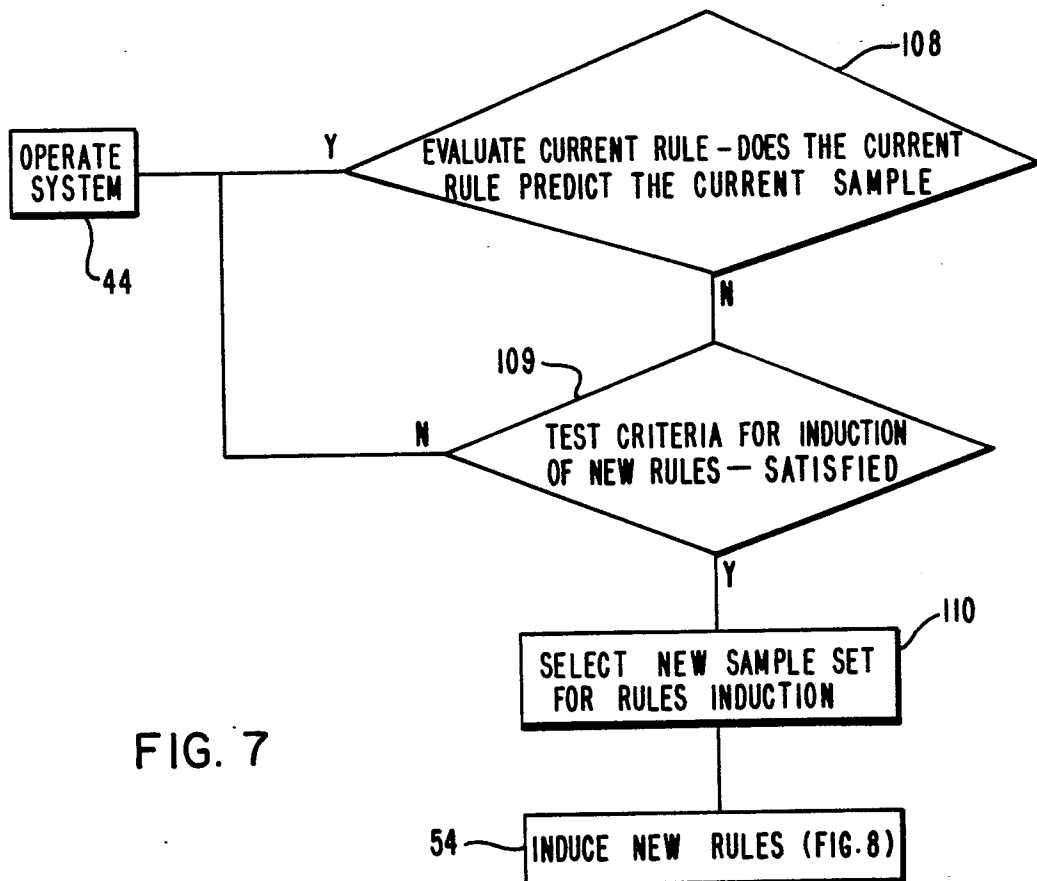 108
OPERATE
SYSTEM
Y
EVALUATE CURRENT RULE – DOES THE CURRENT
RULE PREDICT THE CURRENT SAMPLE
44
N
109
N
TEST CRITERIA FOR INDUCTION
OF NEW RULES — SATISFIED
Y
110
SELECT NEW SAMPLE SET
FOR RULES INDUCTION
FIG. 7
54
INDUCE NEW RULES (FIG.8)